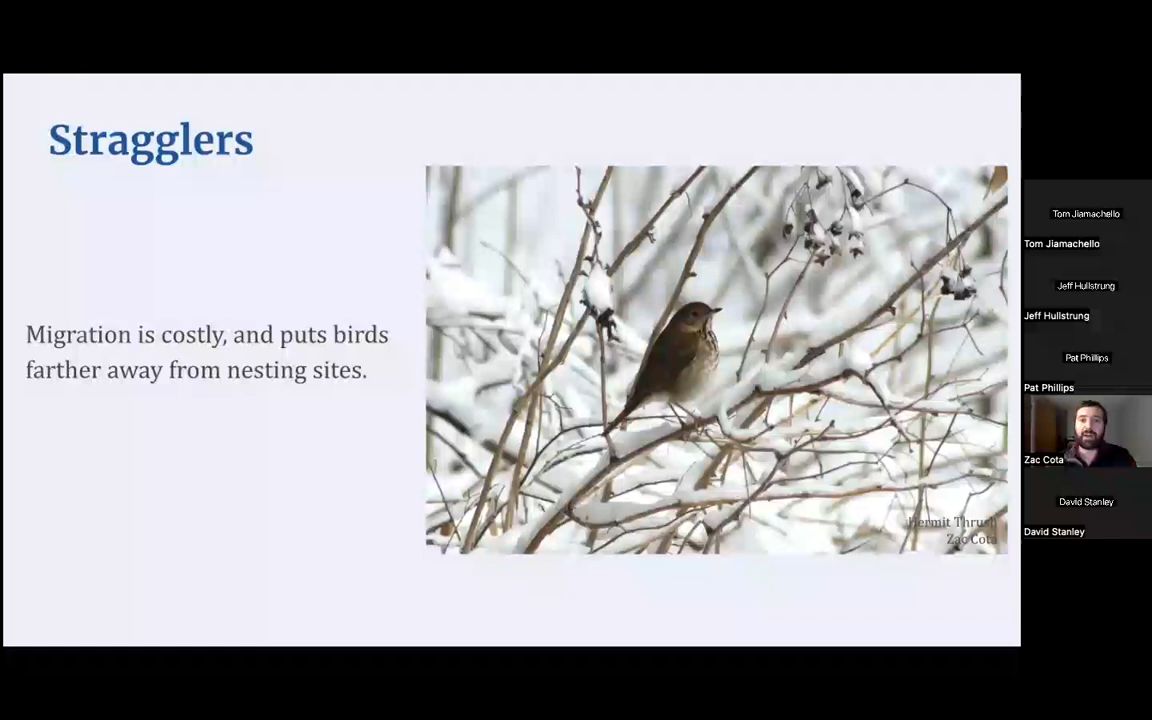 Stragglers
Migration is costly, and puts birds
farther away from nesting sites.
Hermit Thrush
Zac Cota
Tom Jiamachello
Tom Jiamachello
Jeff Hullstrung
Jeff Hullstrung
Pat Phillips
Pat Phillips
Zac Cota
David Stanley
David Stanley